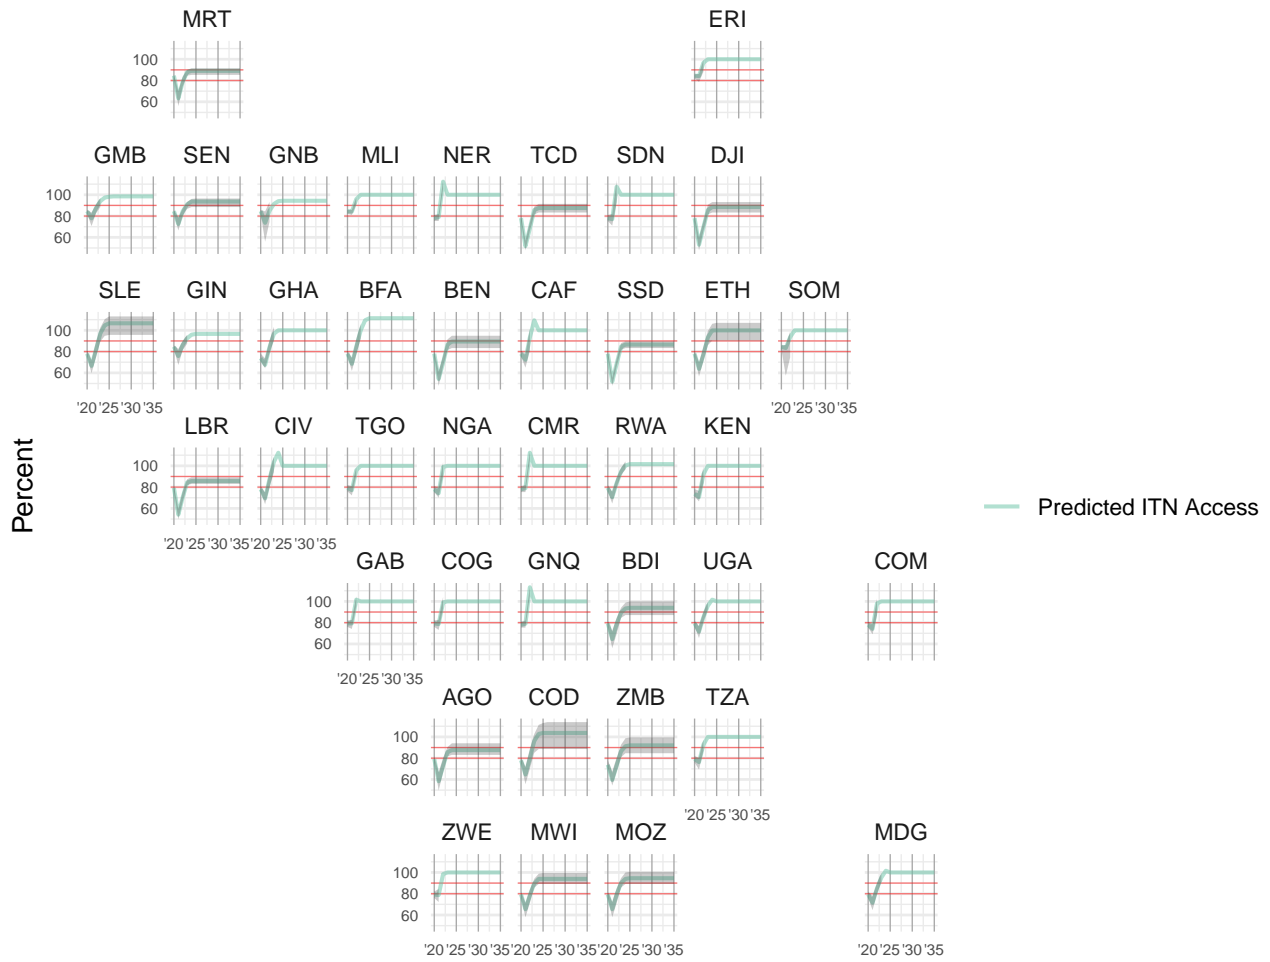 MRT ERI
100
80
60
GMB SEN GNB MLI NER TCD SDN DJI
100
80
60
SLE GIN GHA BFA BEN CAF SSD ETH SOM
100
80
60
'20 '25 '30 '35 '20 '25 '30 '35
LBR CIV TGO NGA CMR RWA KEN
100
80
60
Percent
Predicted ITN Access
'20 '25 '30 '35 '20 '25 '30 '35
GAB COG GNQ BDI UGA COM
100
80
60
'20 '25 '30 '35
AGO COD ZMB TZA
100
80
60
'20 '25 '30 '35
ZWE MWI MOZ MDG
100
80
60
'20 '25 '30 '35 '20 '25 '30 '35 '20 '25 '30 '35 '20 '25 '30 '35